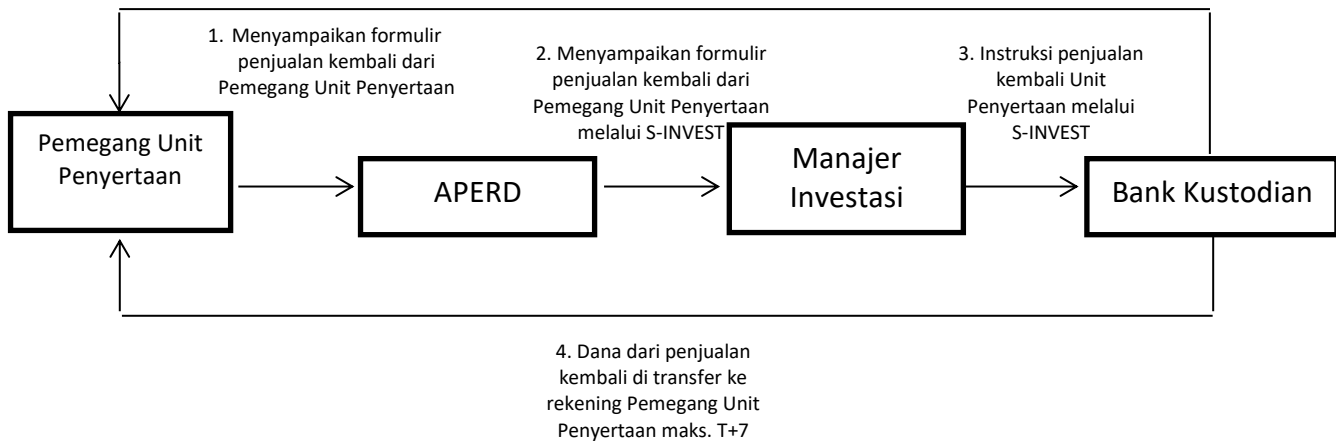 1. Menyampaikan formulir
penjualan kembali dari
Pemegang Unit Penyertaan
2. Menyampaikan formulir
penjualan kembali dari
Pemegang Unit Penyertaan
melalui S-INVEST
3. Instruksi penjualan
kembali Unit
Penyertaan melalui
S-INVEST
Pemegang Unit
Penyertaan
APERD
Manajer
Investasi
Bank Kustodian
4. Dana dari penjualan
kembali di transfer ke
rekening Pemegang Unit
Penyertaan maks. T+7